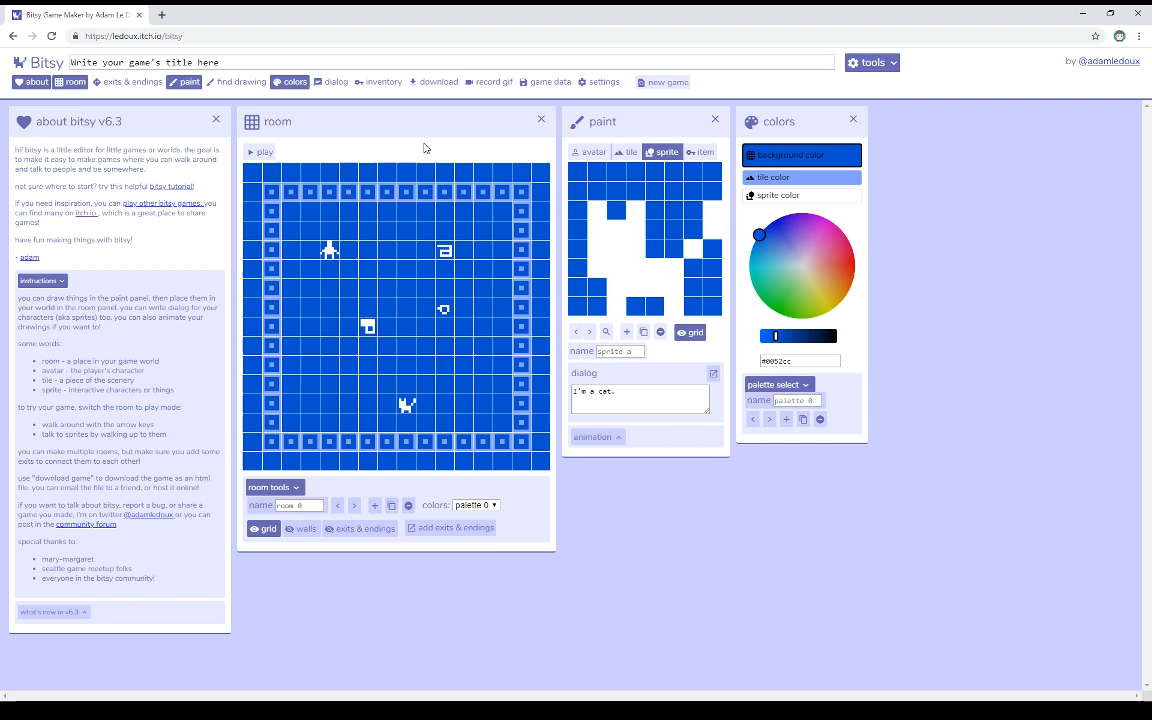 Bitsy Game Maker by Adam Le D
https://ledoux.itch.io/bitsy
Bitsy
Write your game's title here
tools
by @adamledoux
about
room
exits & endings
paint
find drawing
colors
dialog
inventory
download
record gif
game data
settings
new game
about bitsy v6.3
hi! bitsy is a little editor for little games or worlds. the goal is
to make it easy to make games where you can walk around
and talk to people and be somewhere.
not sure where to start? try this helpful bitsy tutorial!
if you need inspiration, you can play other bitsy games. you
can find many on itch.io , which is a great place to share
games!
have fun making things with bitsy!
- adam
instructions
you can draw things in the paint panel, then place them in
your world in the room panel. you can write dialog for your
characters (aka sprites) too. you can also animate your
drawings if you want to!
some words:
room - a place in your game world
avatar - the player's character
tile - a piece of the scenery
sprite - interactive characters or things
to try your game, switch the room to play mode:
walk around with the arrow keys
talk to sprites by walking up to them
you can make multiple rooms, but make sure you add some
exits to connect them to each other!
use "download game" to download the game as an html
file. you can email the file to a friend, or host it online!
if you want to talk about bitsy, report a bug, or share a
game you made, i'm on twitter @adamledoux or you can
post in the community forum
special thanks to:
mary-margaret
seattle game meetup folks
everyone in the bitsy community!
what's new in v6.3
room
play
room tools
name room 0
colors: palette 0
grid
walls
exits & endings
add exits & endings
paint
avatar
tile
sprite
item
grid
name sprite a
dialog
I'm a cat.
animation
colors
background color
tile color
sprite color
#0052cc
palette select
name palette 0